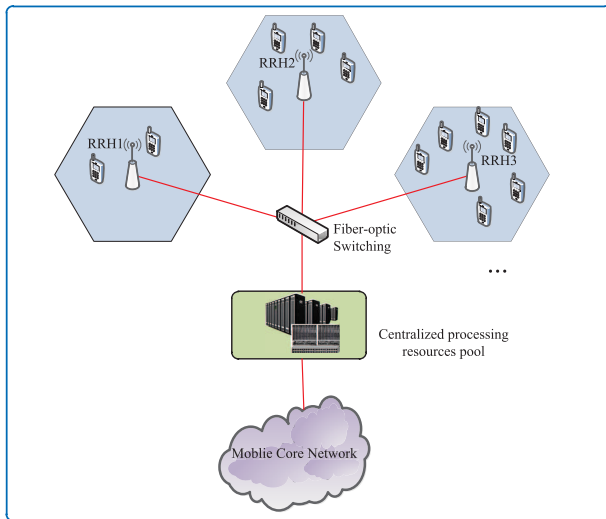 RRH2
RRH1
RRH3
Fiber-optic
Switching
...
Centralized processing
resources pool
Moblie Core Network